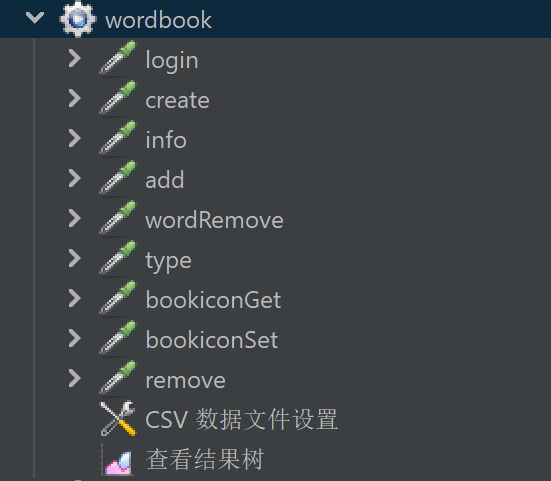 wordbook
login
create
info
add
wordRemove
type
bookiconGet
bookiconSet
remove
CSV 数据文件设置
查看结果树